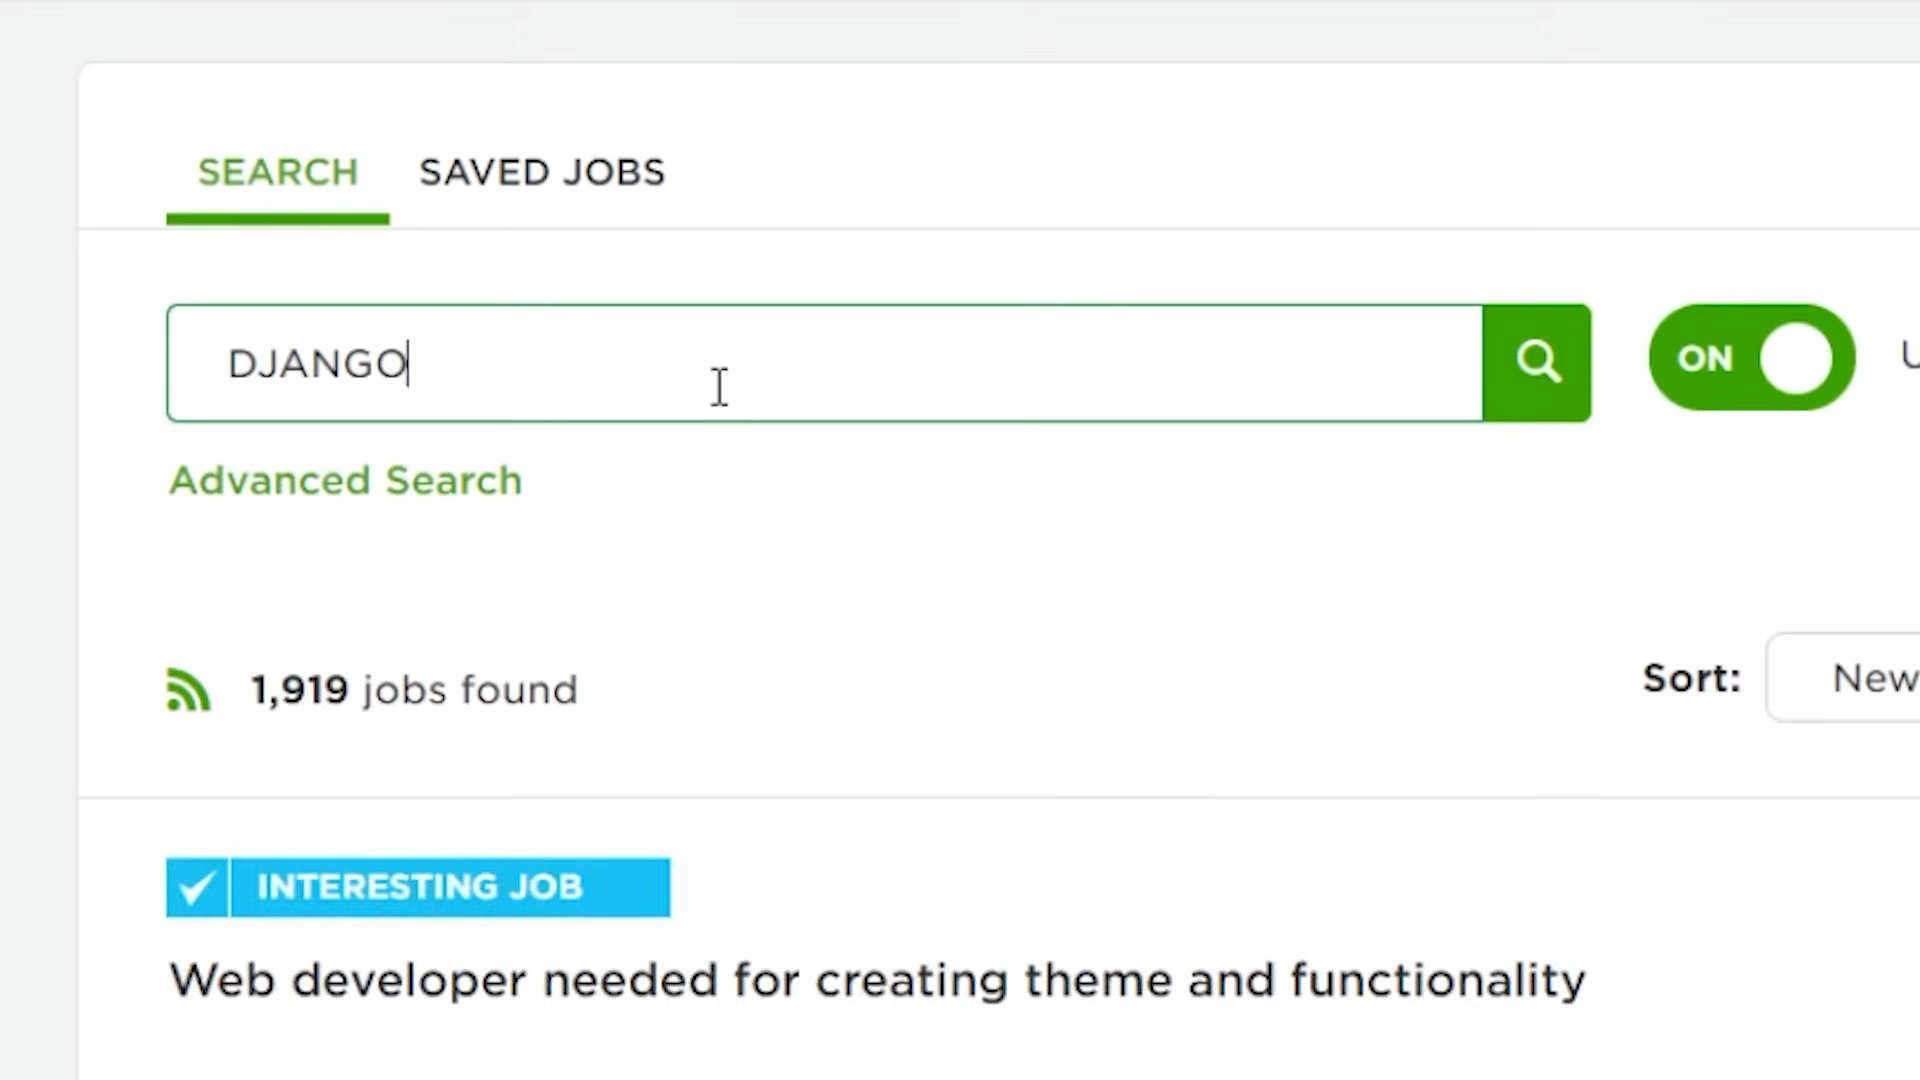 SEARCH SAVED JOBS
DJANGO
ON U
Advanced Search
1,919 jobs found
Sort: New
INTERESTING JOB
Web developer needed for creating theme and functionality